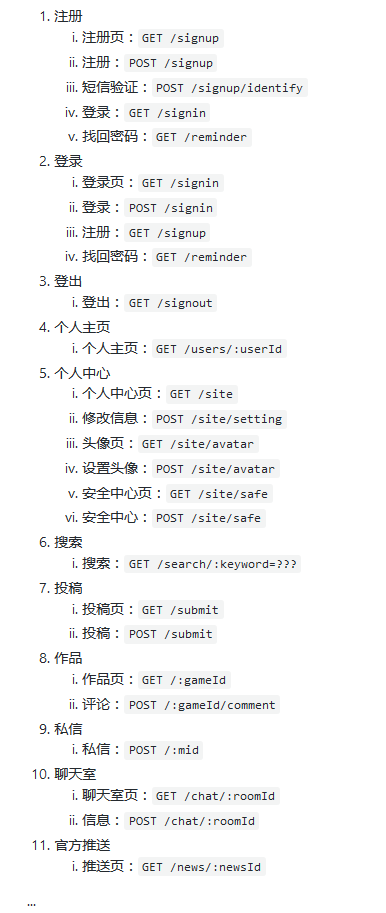 1. 注册
i. 注册页： GET /signup
ii. 注册： POST /signup
iii. 短信验证： POST /signup/identify
iv. 登录： GET /signin
v. 找回密码： GET /reminder
2. 登录
i. 登录页： GET /signin
ii. 登录： POST /signin
iii. 注册： GET /signup
iv. 找回密码： GET /reminder
3. 登出
i. 登出： GET /signout
4. 个人主页
i. 个人主页： GET /users/:userId
5. 个人中心
i. 个人中心页： GET /site
ii. 修改信息： POST /site/setting
iii. 头像页： GET /site/avatar
iv. 设置头像： POST /site/avatar
v. 安全中心页： GET /site/safe
vi. 安全中心： POST /site/safe
6. 搜索
i. 搜索： GET /search/:keyword=???
7. 投稿
i. 投稿页： GET /submit
ii. 投稿： POST /submit
8. 作品
i. 作品页： GET /:gameId
ii. 评论： POST /:gameId/comment
9. 私信
i. 私信： POST /:mid
10. 聊天室
i. 聊天室页： GET /chat/:roomId
ii. 信息： POST /chat/:roomId
11. 官方推送
i. 推送页： GET /news/:newsId
...